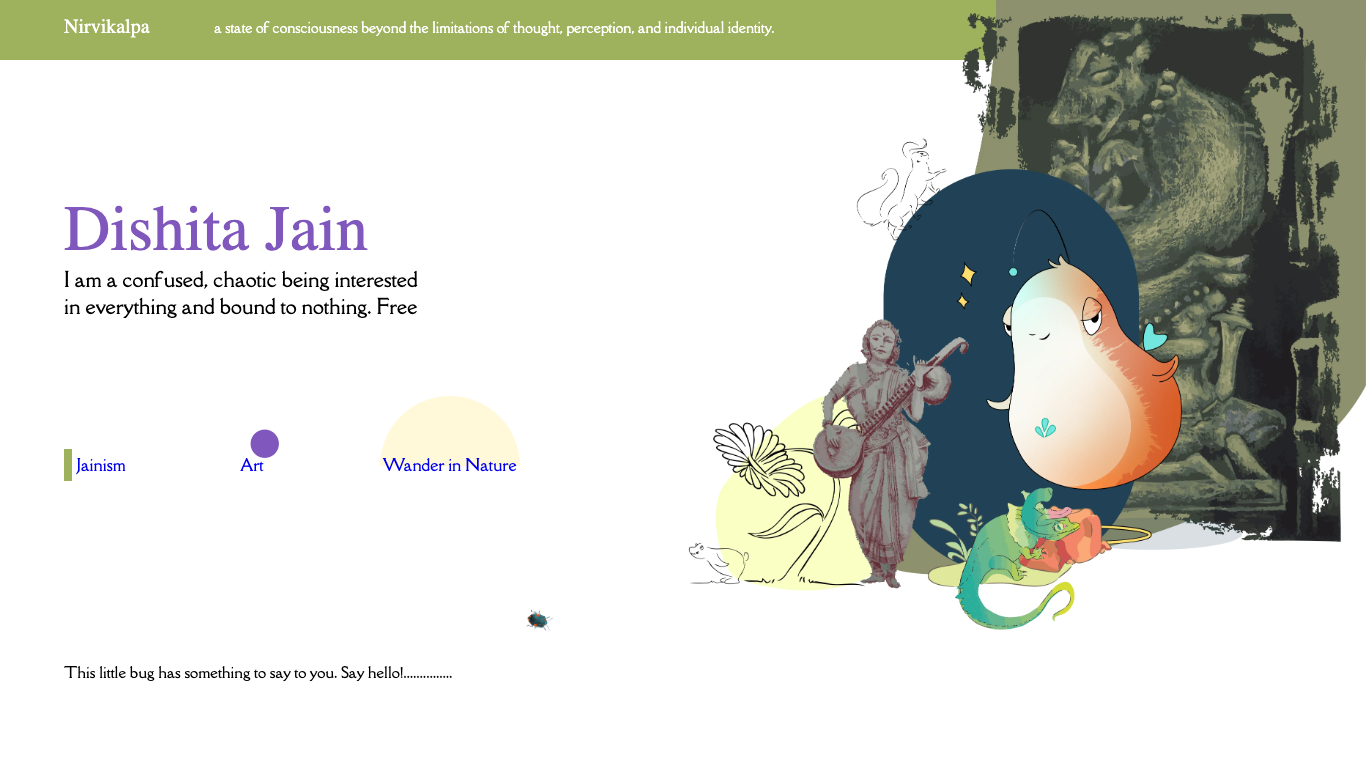 Nirvikalpa
a state of consciousness beyond the limitations of thought, perception, and individual identity.
Dishita Jain
I am a confused, chaotic being interested
in everything and bound to nothing. Free
Jainism
Art
Wander in Nature
This little bug has something to say to you. Say hello!...............